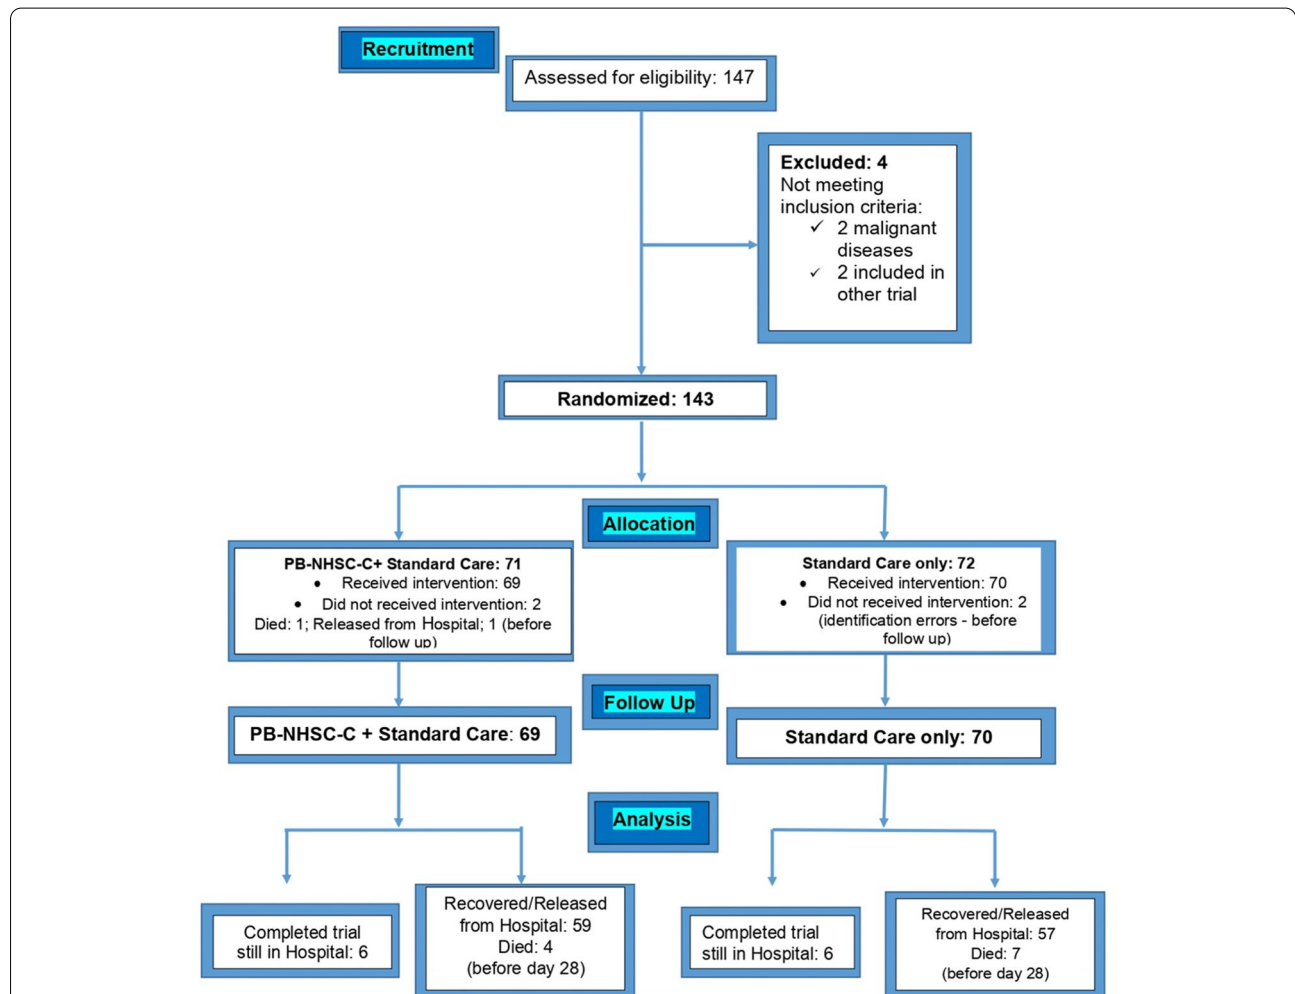 Recruitment
Assessed for eligibility: 147
Excluded: 4
Not meeting
inclusion criteria:
✓ 2 malignant
diseases
✓ 2 included in
other trial
Randomized: 143
Allocation
PB-NHSC-C+ Standard Care: 71
• Received intervention: 69
• Did not received intervention: 2
Died: 1; Released from Hospital; 1 (before
follow up)
Standard Care only: 72
• Received intervention: 70
• Did not received intervention: 2
(identification errors - before
follow up)
Follow Up
PB-NHSC-C + Standard Care: 69
Standard Care only: 70
Analysis
Completed trial
still in Hospital: 6
Recovered/Released
from Hospital: 59
Died: 4
(before day 28)
Completed trial
still in Hospital: 6
Recovered/Released
from Hospital: 57
Died: 7
(before day 28)